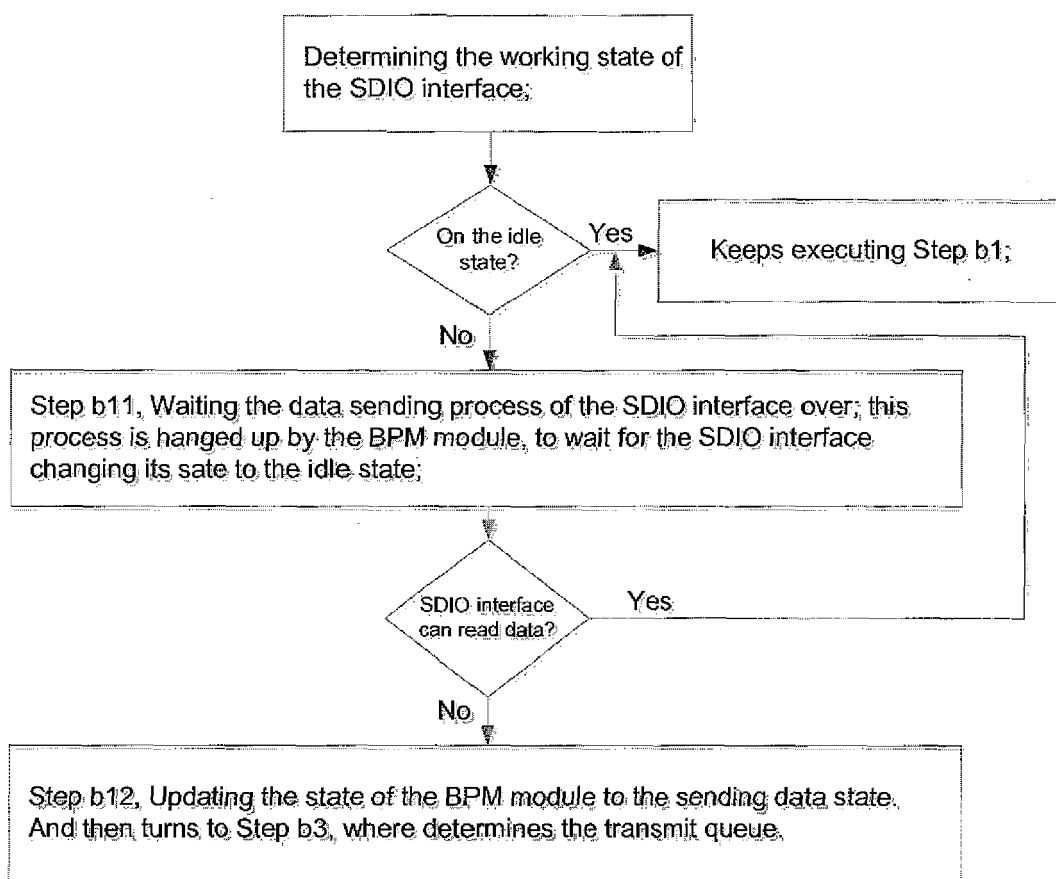 Determining the working state of
the SDIO interface;
On the idle
state?
Yes
Keeps executing Step b1;
No
Step b11, Waiting the data sending process of the SDIO interface over; this
process is hanged up by the BPM module, to wait for the SDIO interface
changing its sate to the idle state;
SDIO interface
can read data?
Yes
No
Step b12, Updating the state of the BPM module to the sending data state.
And then turns to Step b3, where determines the transmit queue.